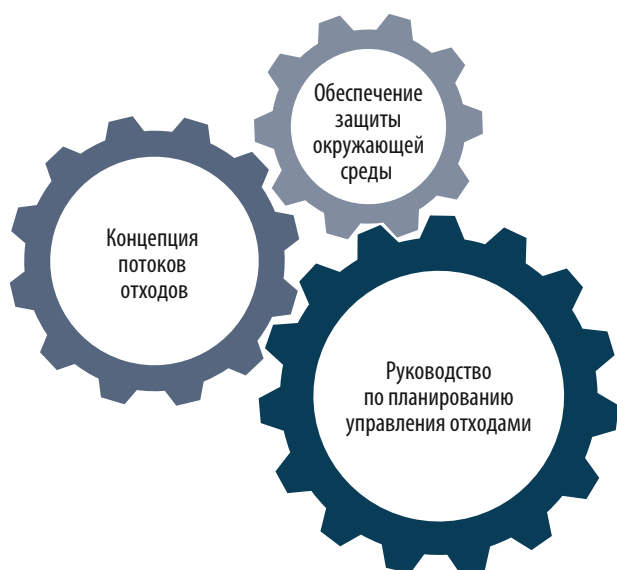 Обеспечение
защиты
окружающей
среды
Концепция
потоков
отходов
Руководство
по планированию
управления отходами